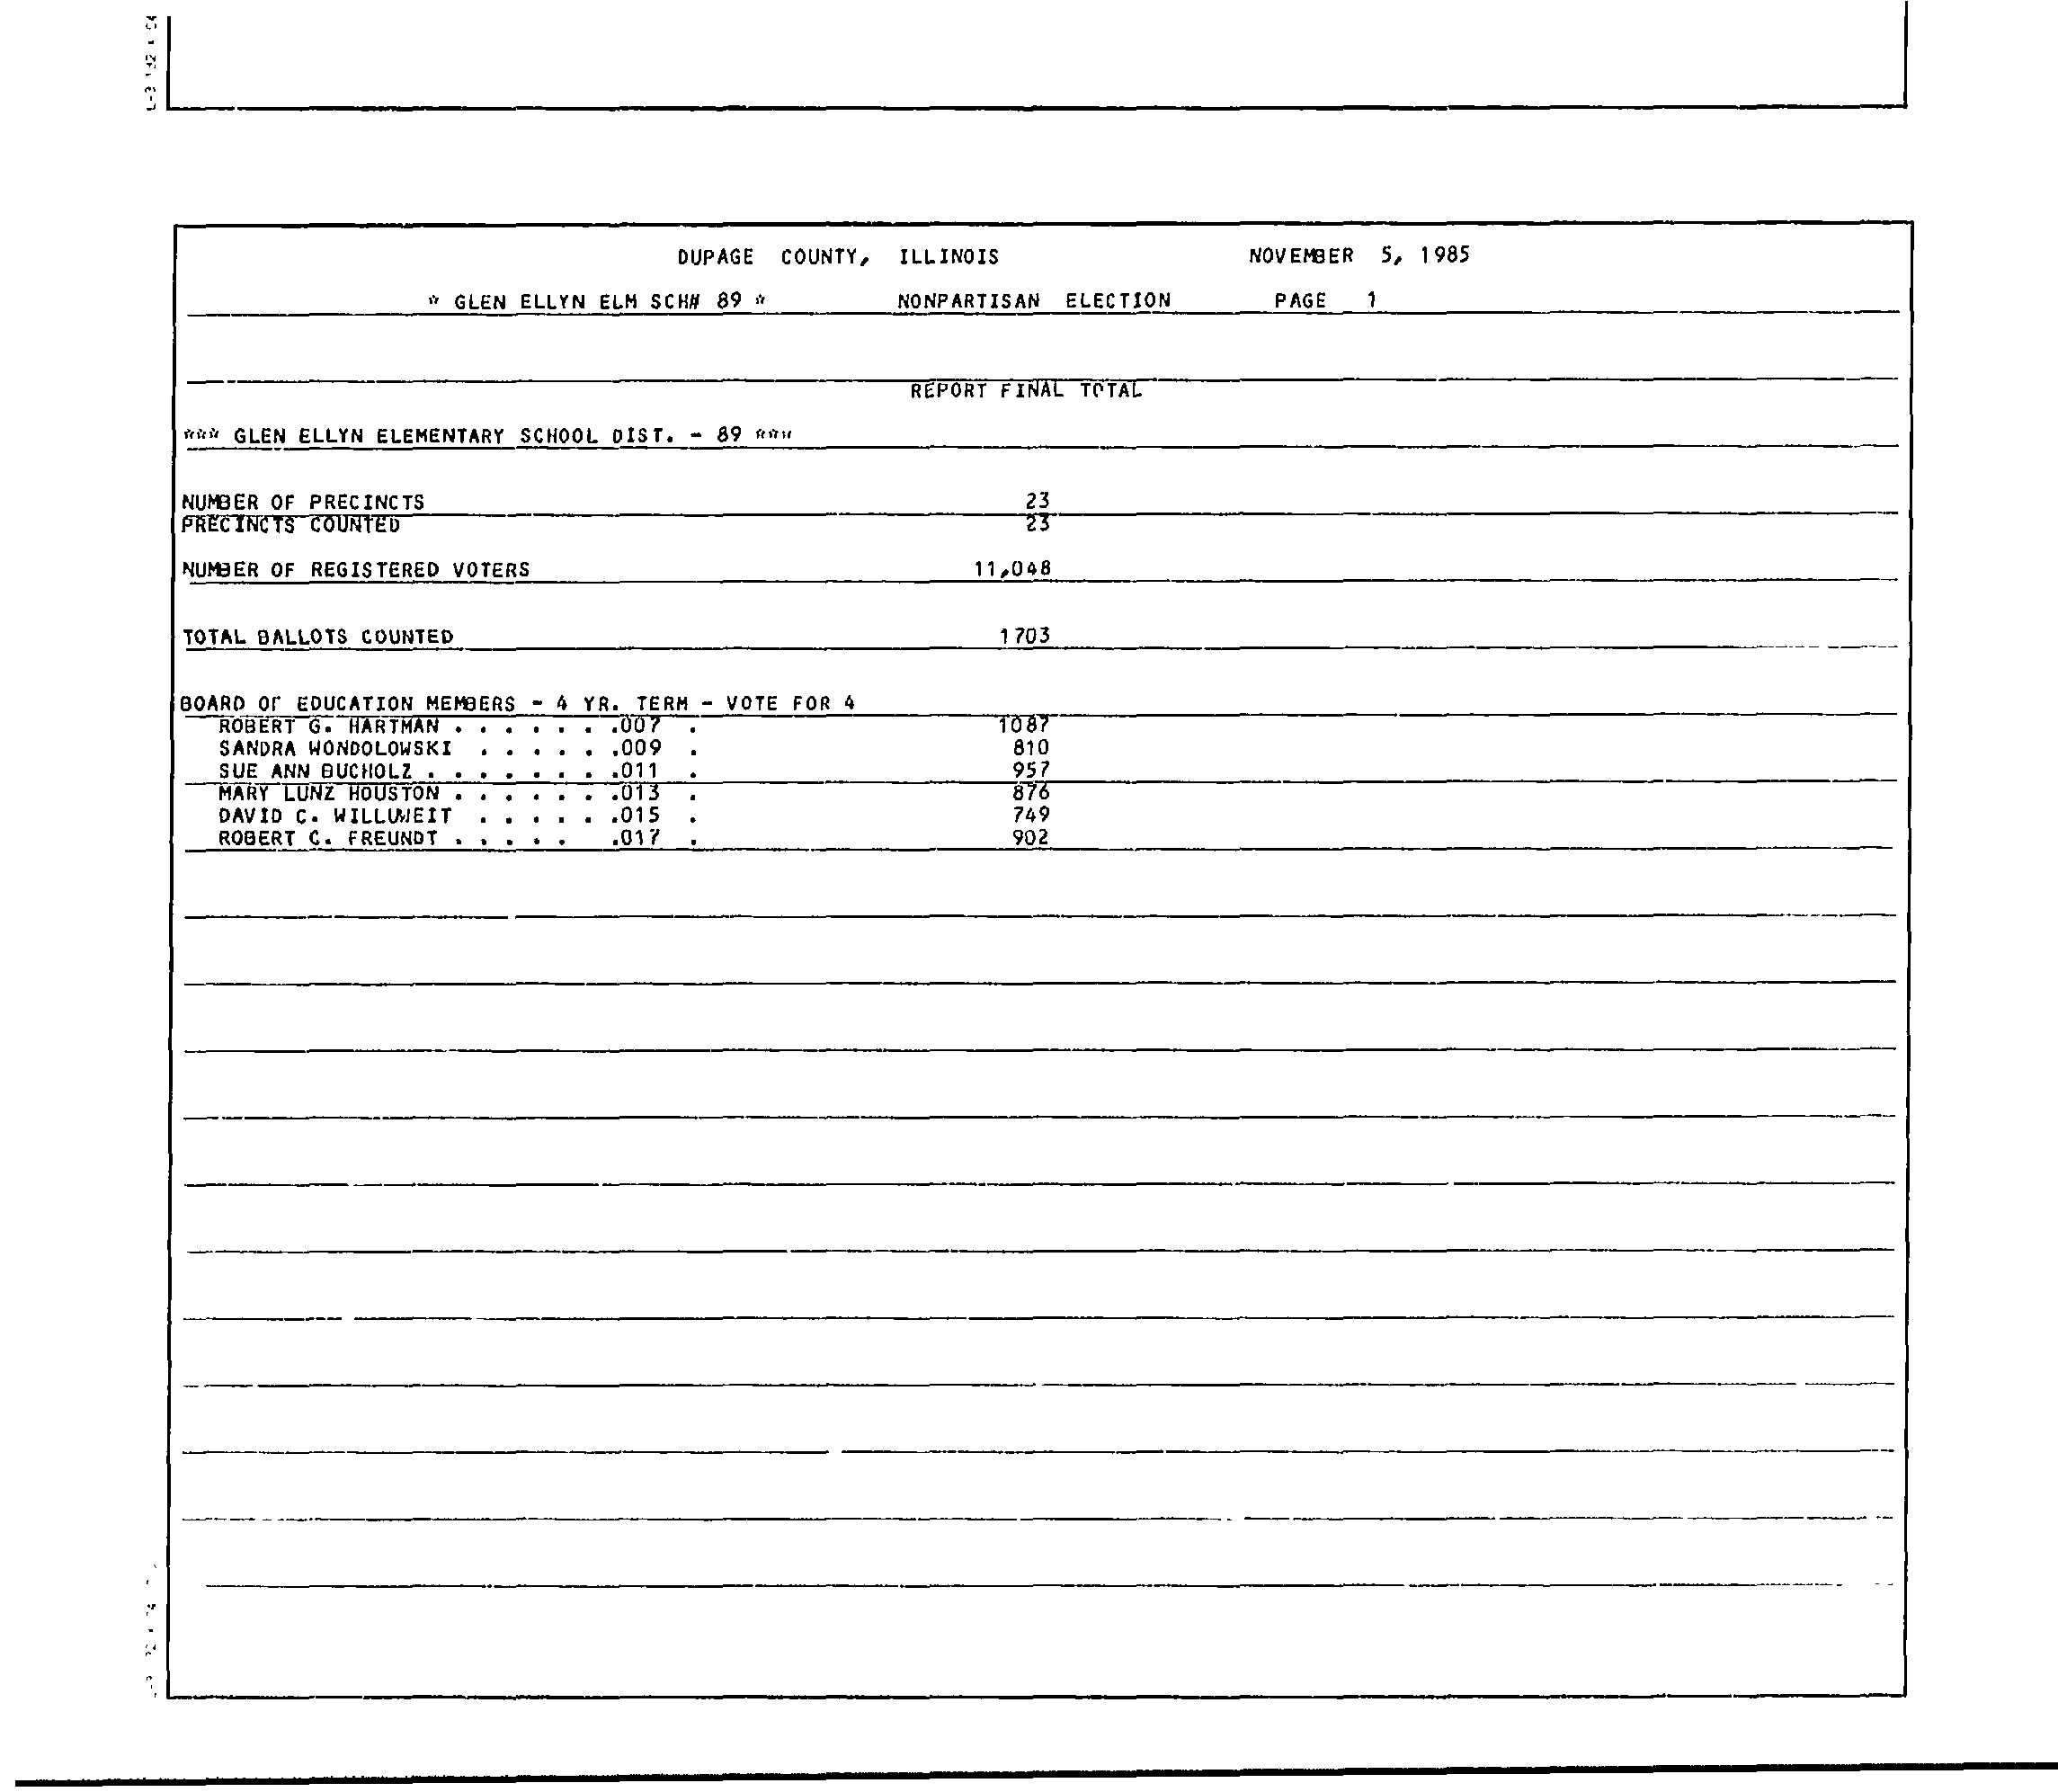 DUPAGE COUNTY, ILLINOIS NOVEMBER 5, 1985
* GLEN ELLYN ELM SCH# 89 * NONPARTISAN ELECTION PAGE 1
REPORT FINAL TOTAL
*** GLEN ELLYN ELEMENTARY SCHOOL DIST. - 89 ***
NUMBER OF PRECINCTS 23
PRECINCTS COUNTED 23
NUMBER OF REGISTERED VOTERS 11,048
TOTAL BALLOTS COUNTED 1703
BOARD OF EDUCATION MEMBERS - 4 YR. TERM - VOTE FOR 4
ROBERT G. HARTMAN . . . . . . .007 . 1087
SANDRA WONDOLOWSKI . . . . . .009 . 810
SUE ANN BUCHOLZ . . . . . . . .011 . 957
MARY LUNZ HOUSTON . . . . . . .013 . 876
DAVID C. WILLUWEIT . . . . . .015 . 749
ROBERT C. FREUNDT . . . . . .017 . 902